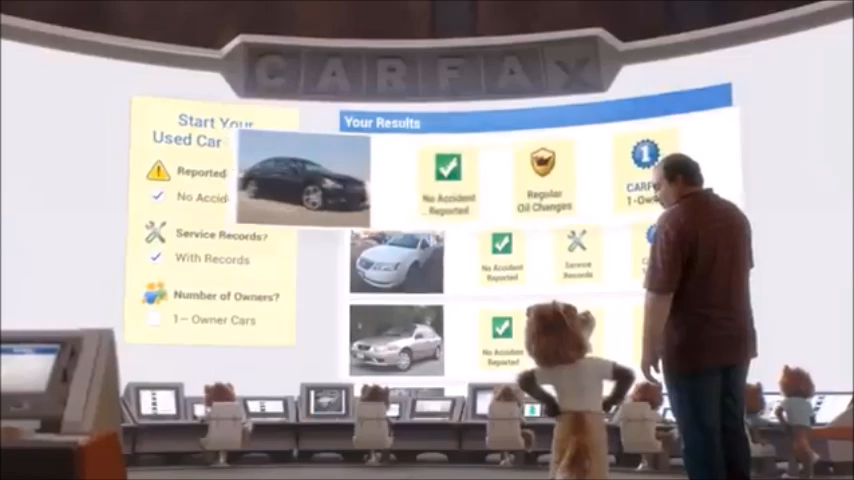 CARFAX
Start Your
Used Car
Reported
No Accid
Service Records?
With Records
Number of Owners?
1-Owner Cars
Your Results
No Accident
Reported
Regular
Oil Changes
1
CARF
1-Own
No Accident
Reported
Service
Records
No Accident
Reported